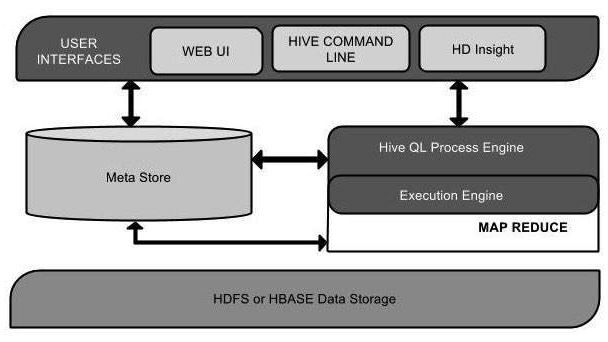 USER
INTERFACES
WEB UI
HIVE COMMAND
LINE
HD Insight
Meta Store
Hive QL Process Engine
Execution Engine
MAP REDUCE
HDFS or HBASE Data Storage